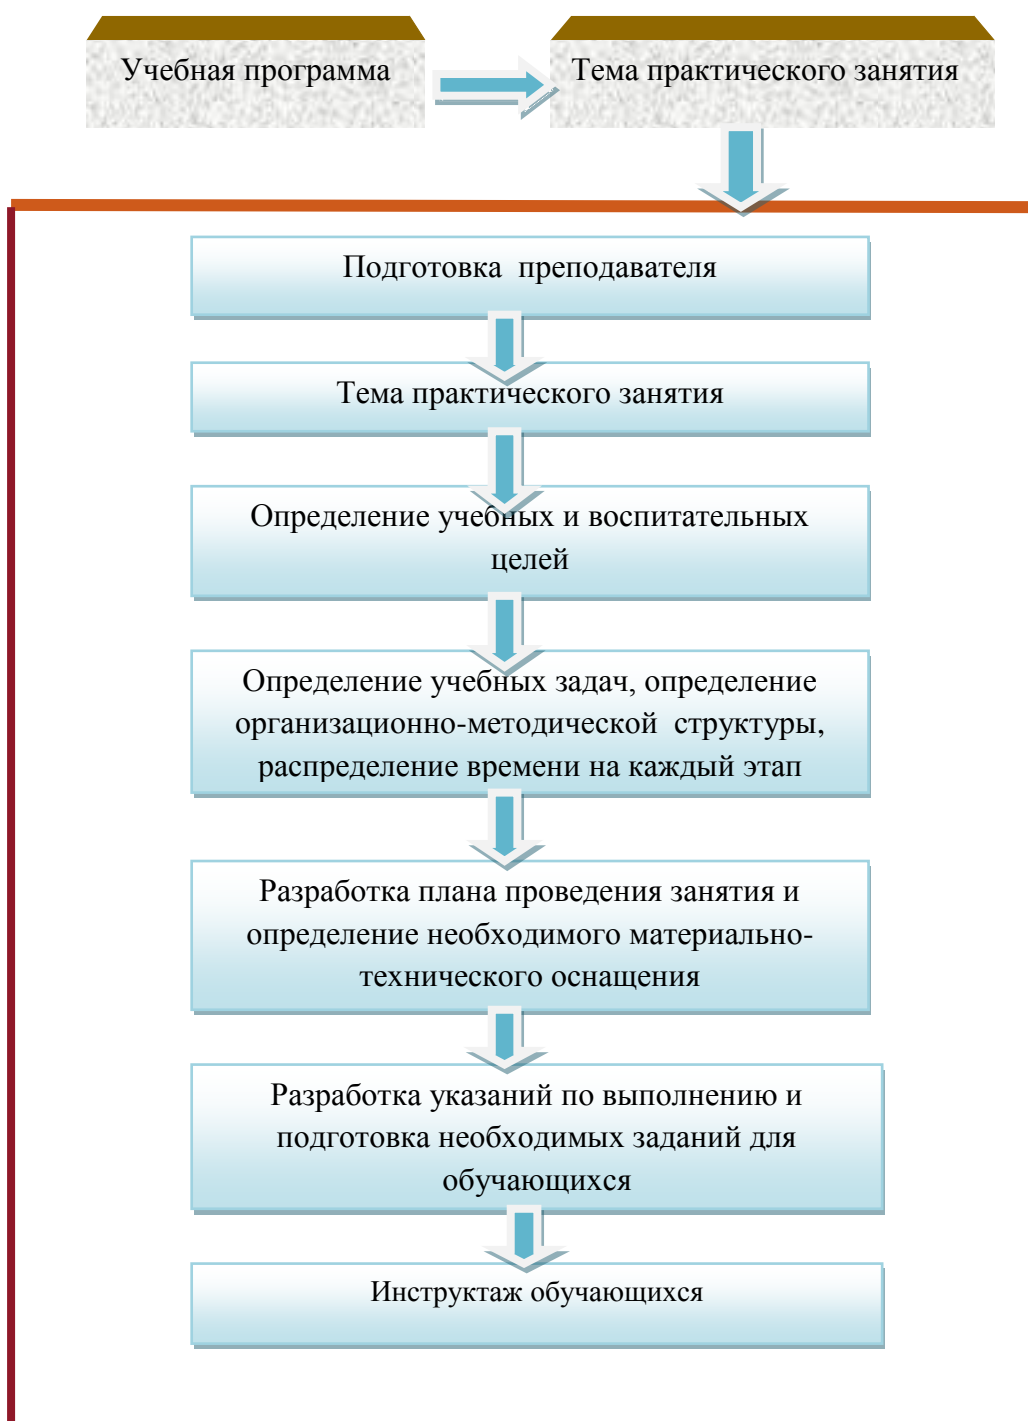 Учебная программа
Тема практического занятия
Подготовка  преподавателя
Тема практического занятия
Определение учебных и воспитательных
целей
Определение учебных задач, определение
организационно-методической  структуры,
распределение времени на каждый этап
Разработка плана проведения занятия и
определение необходимого материально-
технического оснащения
Разработка указаний по выполнению и
подготовка необходимых заданий для
обучающихся
Инструктаж обучающихся